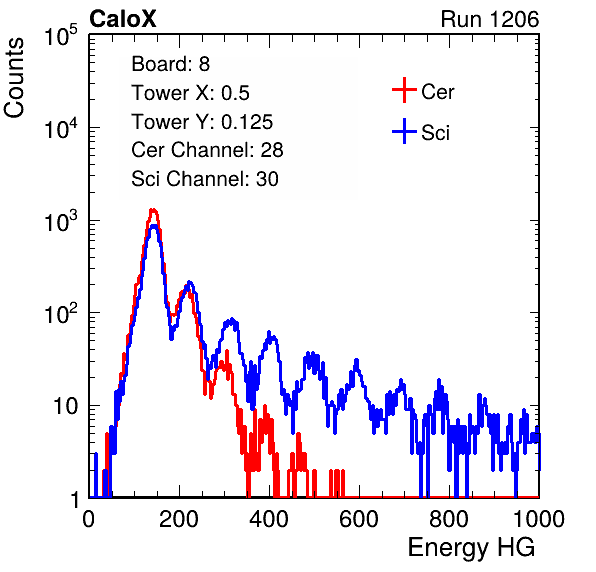 CaloX Run 1206
Counts
Board: 8
Tower X: 0.5
Tower Y: 0.125
Cer Channel: 28
Sci Channel: 30
Cer
Sci
10^5
10^4
10^3
10^2
10
1
0 200 400 600 800 1000
Energy HG